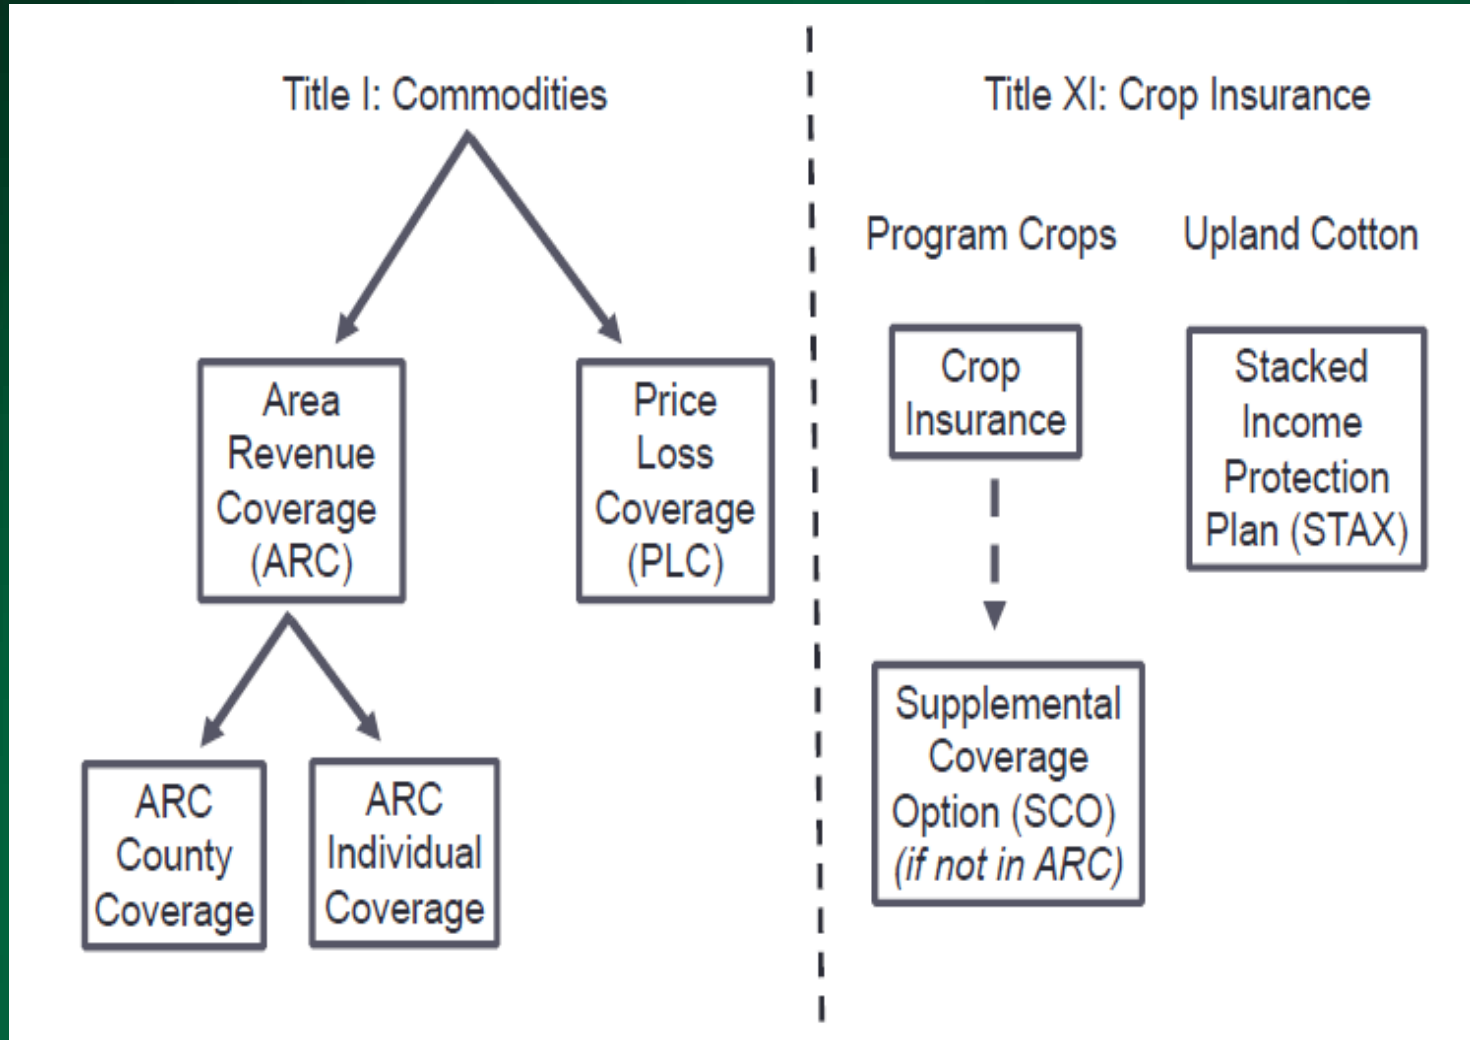 Title I: Commodities
Area
Revenue
Coverage
(ARC)
Price
Loss
Coverage
(PLC)
ARC
County
Coverage
ARC
Individual
Coverage
Title XI: Crop Insurance
Program Crops
Upland Cotton
Crop
Insurance
Stacked
Income
Protection
Plan (STAX)
Supplemental
Coverage
Option (SCO)
(if not in ARC)